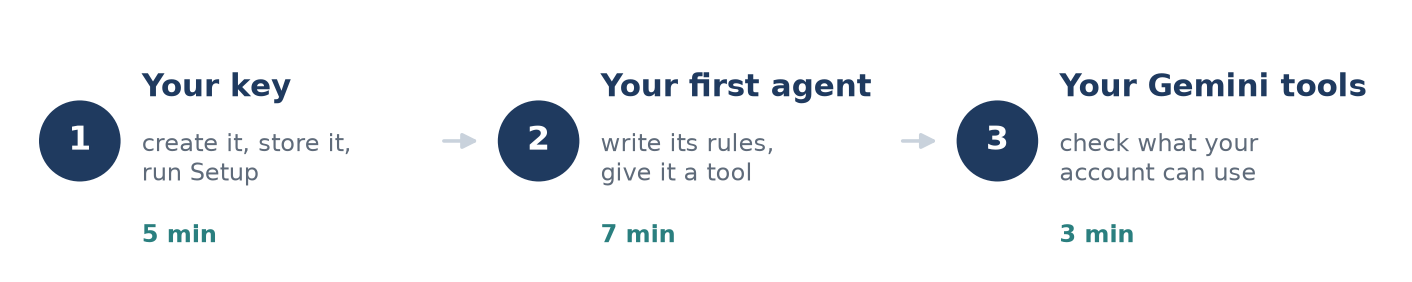 1
Your key
create it, store it,
run Setup
5 min
2
Your first agent
write its rules,
give it a tool
7 min
3
Your Gemini tools
check what your
account can use
3 min